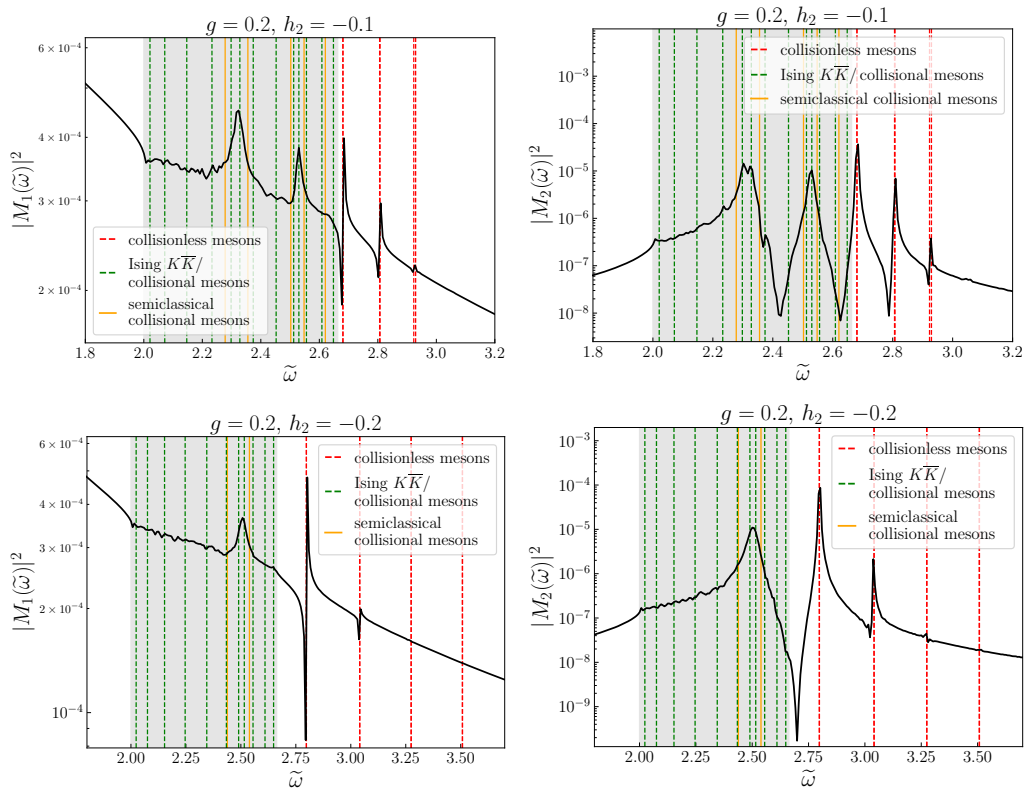 g = 0.2, h₂ = −0.1
6 × 10⁻⁴
4 × 10⁻⁴
3 × 10⁻⁴
2 × 10⁻⁴
|M₁(ω̃)|²
collisionless mesons
Ising KK̅/
collisional mesons
semiclassical
collisional mesons
1.8 2.0 2.2 2.4 2.6 2.8 3.0 3.2
ω̃
g = 0.2, h₂ = −0.1
10⁻³
10⁻⁴
10⁻⁵
10⁻⁶
10⁻⁷
10⁻⁸
|M₂(ω̃)|²
collisionless mesons
Ising KK̅/ collisional mesons
semiclassical collisional mesons
1.8 2.0 2.2 2.4 2.6 2.8 3.0 3.2
ω̃
g = 0.2, h₂ = −0.2
6 × 10⁻⁴
4 × 10⁻⁴
3 × 10⁻⁴
2 × 10⁻⁴
10⁻⁴
|M₁(ω̃)|²
collisionless mesons
Ising KK̅/
collisional mesons
semiclassical
collisional mesons
2.00 2.25 2.50 2.75 3.00 3.25 3.50
ω̃
g = 0.2, h₂ = −0.2
10⁻³
10⁻⁴
10⁻⁵
10⁻⁶
10⁻⁷
10⁻⁸
10⁻⁹
|M₂(ω̃)|²
collisionless mesons
Ising KK̅/
collisional mesons
semiclassical
collisional mesons
2.00 2.25 2.50 2.75 3.00 3.25 3.50
ω̃